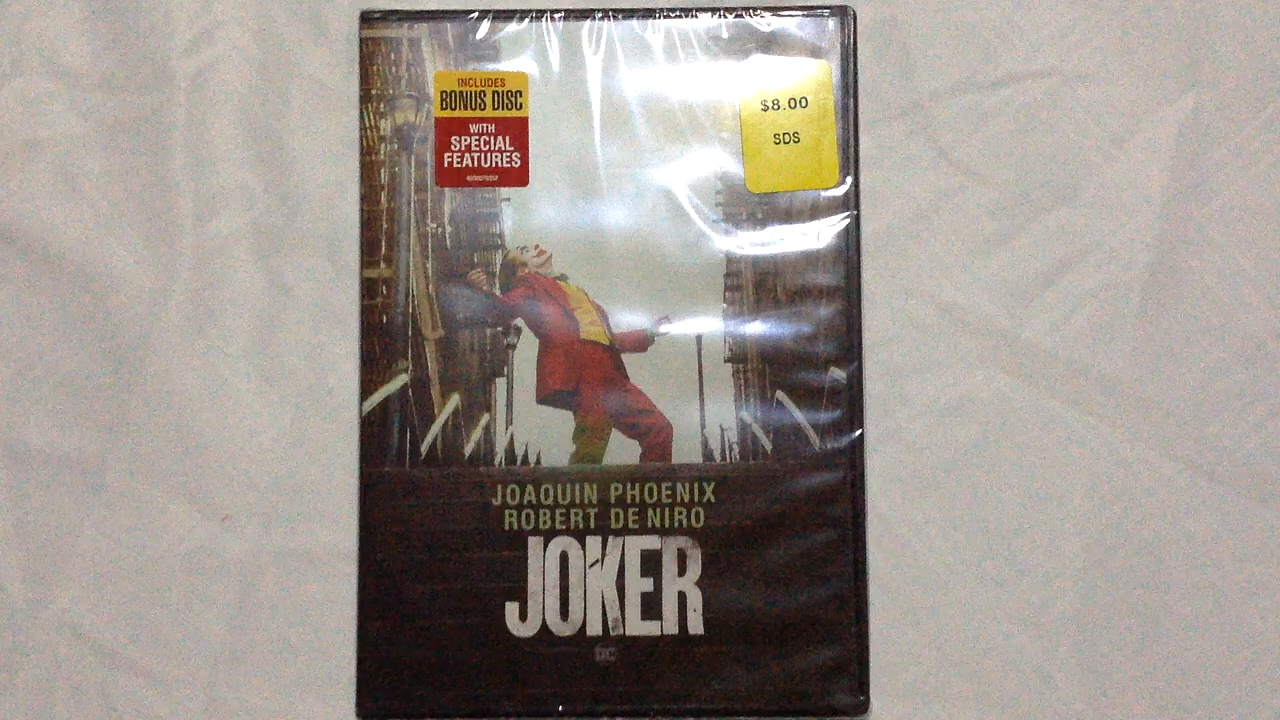 INCLUDES
BONUS DISC
WITH
SPECIAL
FEATURES
$8.00
SDS
JOAQUIN PHOENIX
ROBERT DE NIRO
JOKER
DC